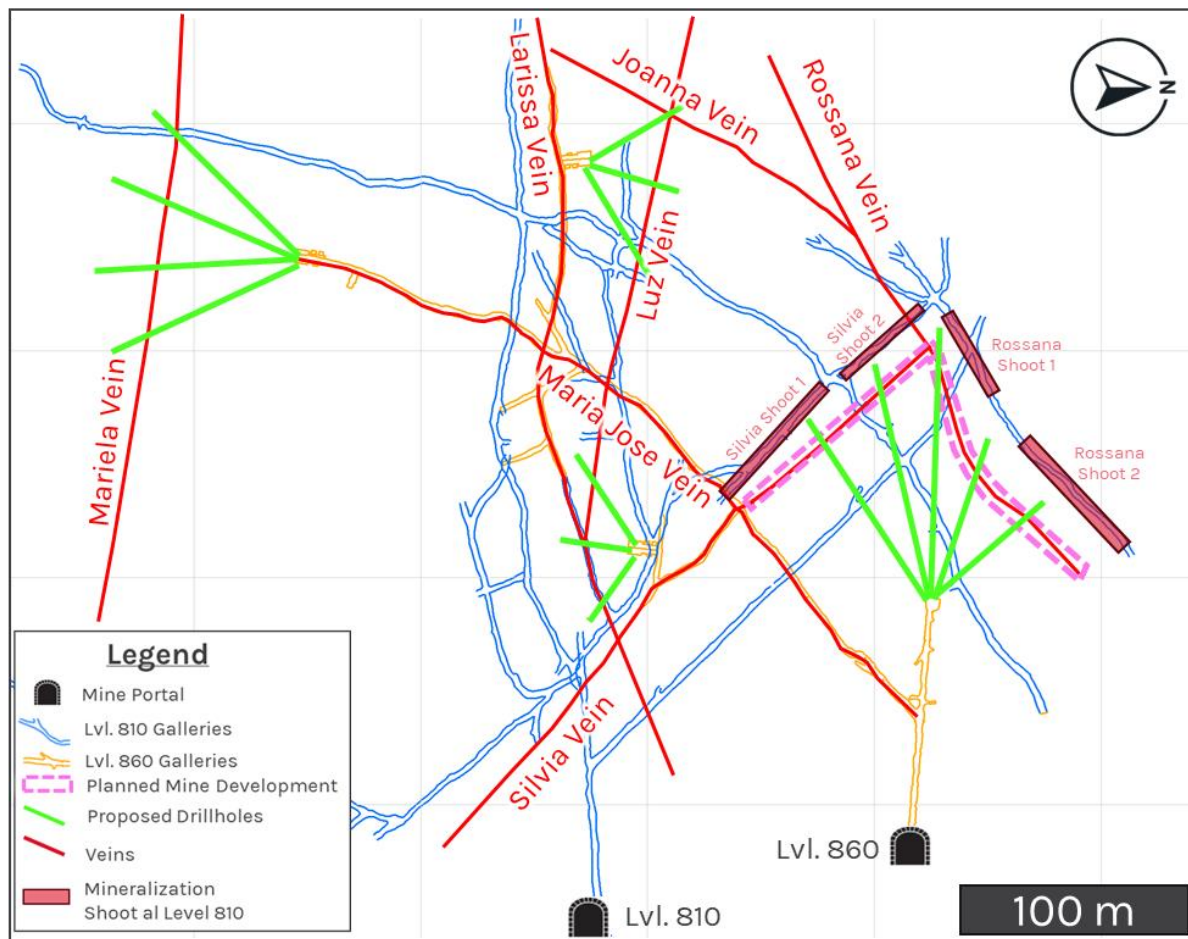 Larissa Vein
Joanna Vein
Rossana Vein
N
Luz Vein
Mariela Vein
Maria Jose Vein
Silvia
Shoot 2
Silvia Shoot 1
Rossana
Shoot 1
Rossana
Shoot 2
Silvia Vein
Legend
Mine Portal
Lvl. 810 Galleries
Lvl. 860 Galleries
Planned Mine Development
Proposed Drillholes
Veins
Mineralization
Shoot al Level 810
Lvl. 860
Lvl. 810
100 m